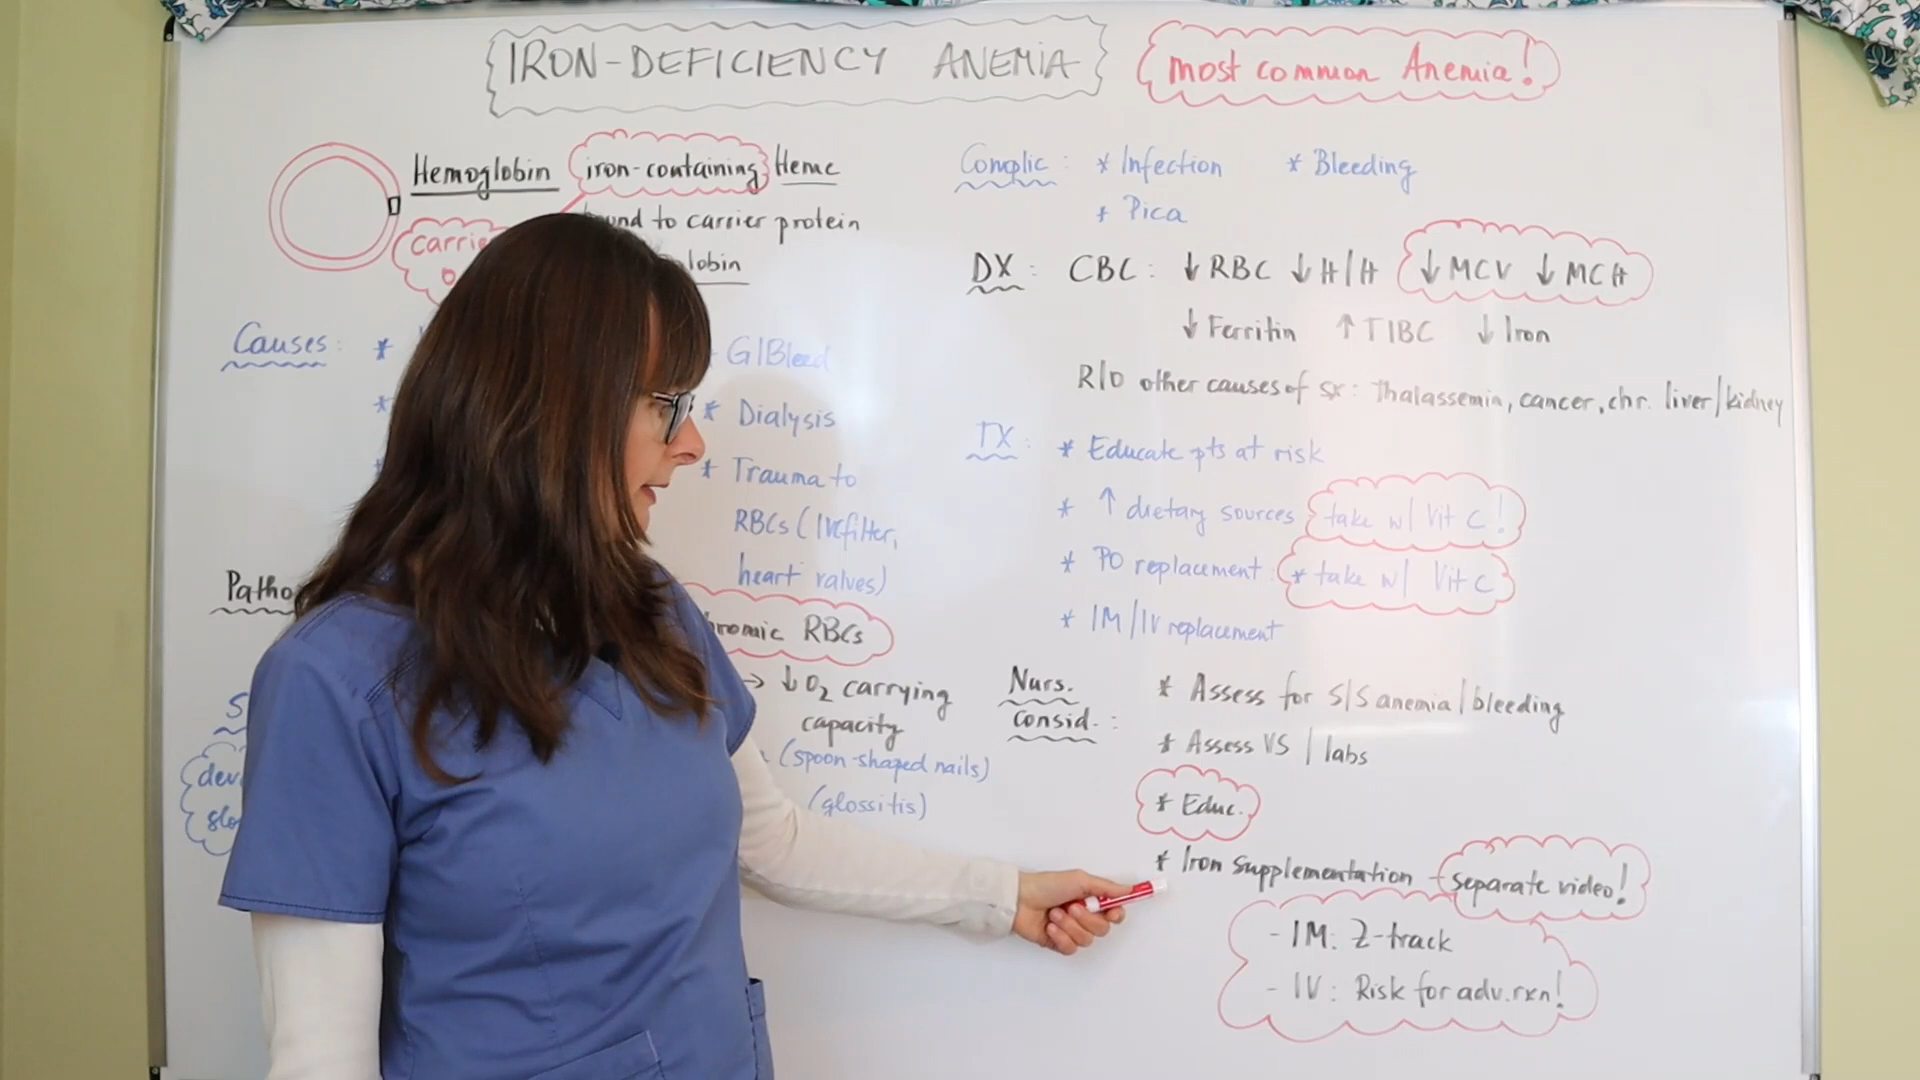 IRON-DEFICIENCY ANEMIA
most common Anemia!
Hemoglobin iron-containing Heme
to carrier protein
Causes:
* GI Bleed
* Dialysis
* Trauma to
RBCs (IVC filter,
heart valves)
RBCs
→ ↓ O2 carrying
capacity
(spoon-shaped nails)
(glossitis)
Complic: * Infection * Bleeding
* Pica
DX: CBC: ↓ RBC ↓ H/H ↓ MCV ↓ MCH
↓ Ferritin ↑ TIBC ↓ Iron
R/O other causes of sx: Thalassemia, cancer, chr. liver/kidney
TX: * Educate pts at risk
* ↑ dietary sources take w/ Vit C!
* PO replacement: * take w/ Vit C
* IM/IV replacement
Nurs.
consid.:
* Assess for S/S anemia/bleeding
* Assess VS/labs
* Educ.
* Iron supplementation - separate video!
- IM: Z-track
- IV: Risk for adv. rxn!